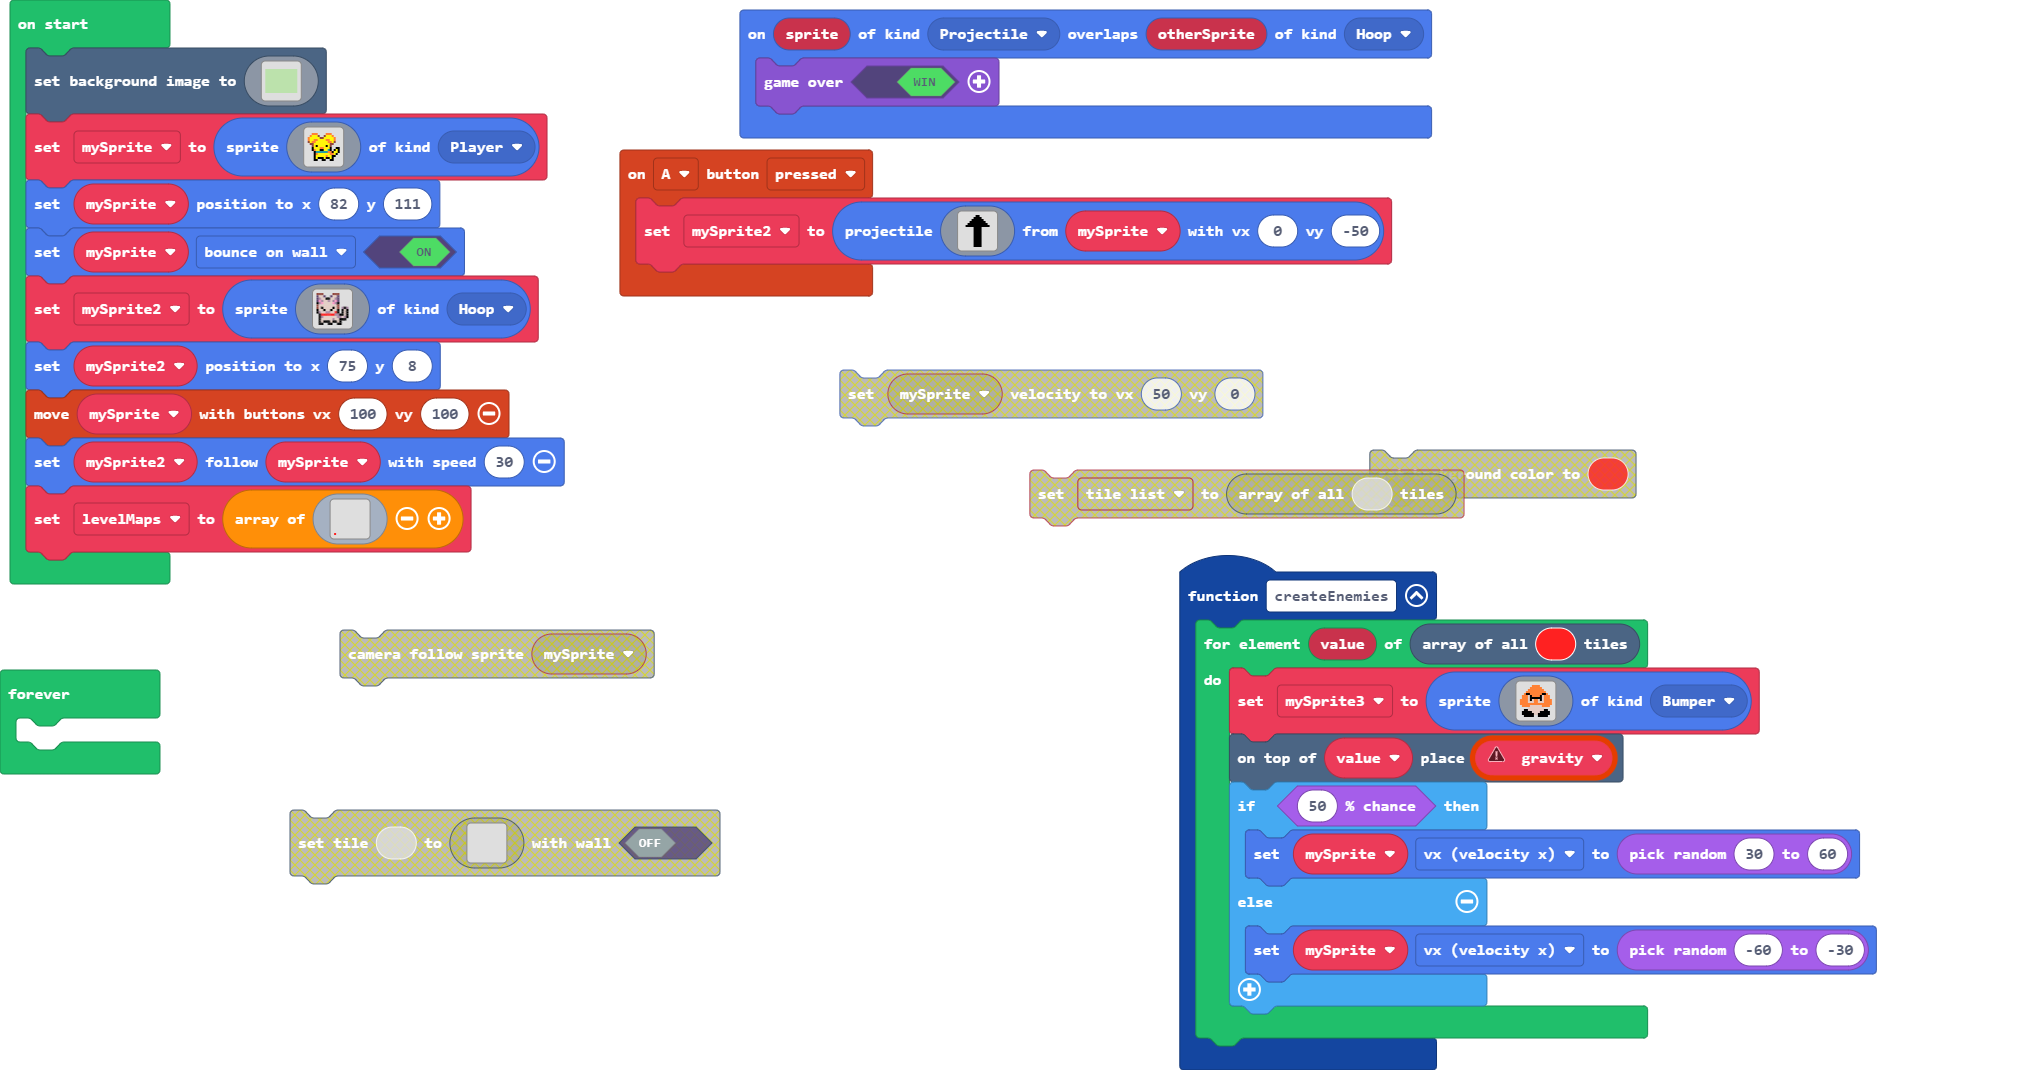 on start
set background image to
set mySprite to sprite of kind Player
set mySprite position to x 82 y 111
set mySprite bounce on wall ON
set mySprite2 to sprite of kind Hoop
set mySprite2 position to x 75 y 8
move mySprite with buttons vx 100 vy 100
set mySprite2 follow mySprite with speed 30
set levelMaps to array of
on sprite of kind Projectile overlaps otherSprite of kind Hoop
game over WIN
on A button pressed
set mySprite2 to projectile from mySprite with vx 0 vy -50
set mySprite velocity to vx 50 vy 0
ound color to
set tile list to array of all tiles
camera follow sprite mySprite
forever
set tile to with wall OFF
function createEnemies
for element value of array of all tiles
do
set mySprite3 to sprite of kind Bumper
on top of value place gravity
if 50 % chance then
set mySprite vx (velocity x) to pick random 30 to 60
else
set mySprite vx (velocity x) to pick random -60 to -30